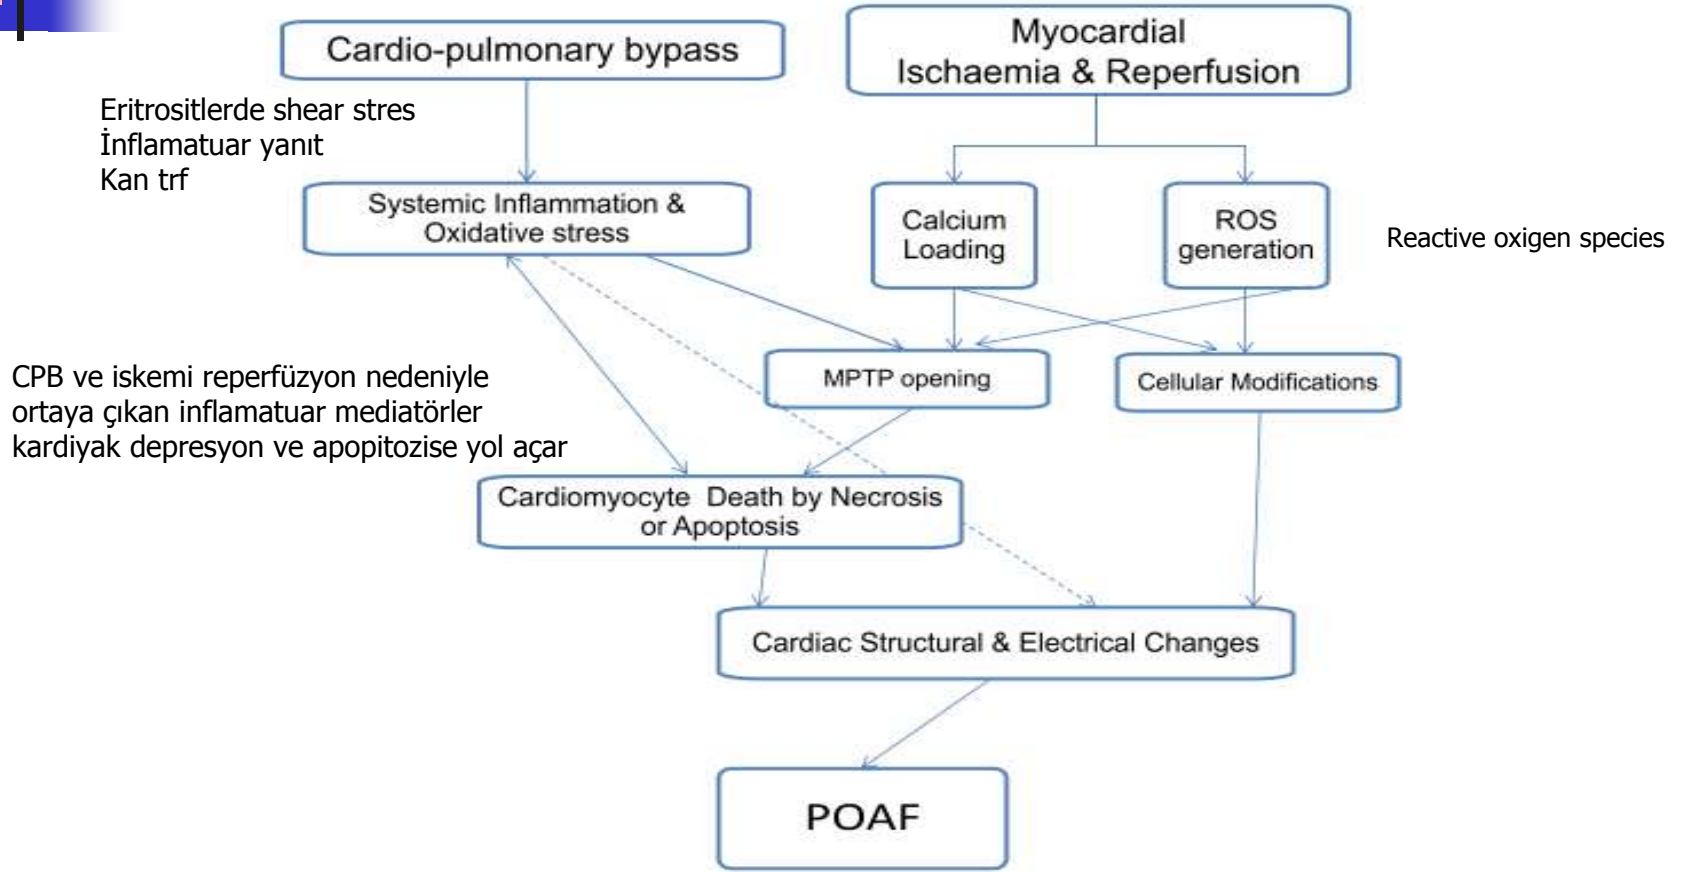 Cardio-pulmonary bypass
Myocardial
Ischaemia & Reperfusion
Eritrositlerde shear stres
İnflamatuar yanıt
Kan trf
Systemic Inflammation &
Oxidative stress
Calcium
Loading
ROS
generation
Reactive oxigen species
CPB ve iskemi reperfüzyon nedeniyle
ortaya çıkan inflamatuar mediatörler
kardiyak depresyon ve apopitozise yol açar
MPTP opening
Cellular Modifications
Cardiomyocyte Death by Necrosis
or Apoptosis
Cardiac Structural & Electrical Changes
POAF